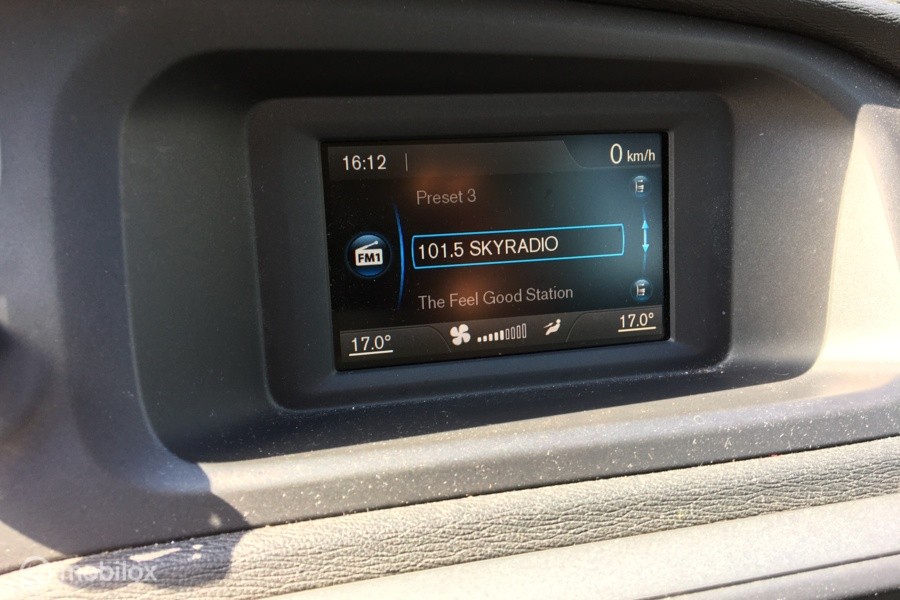 16:12
0 km/h
Preset 3
FM1
101.5 SKYRADIO
The Feel Good Station
17.0°
17.0°
mobilox